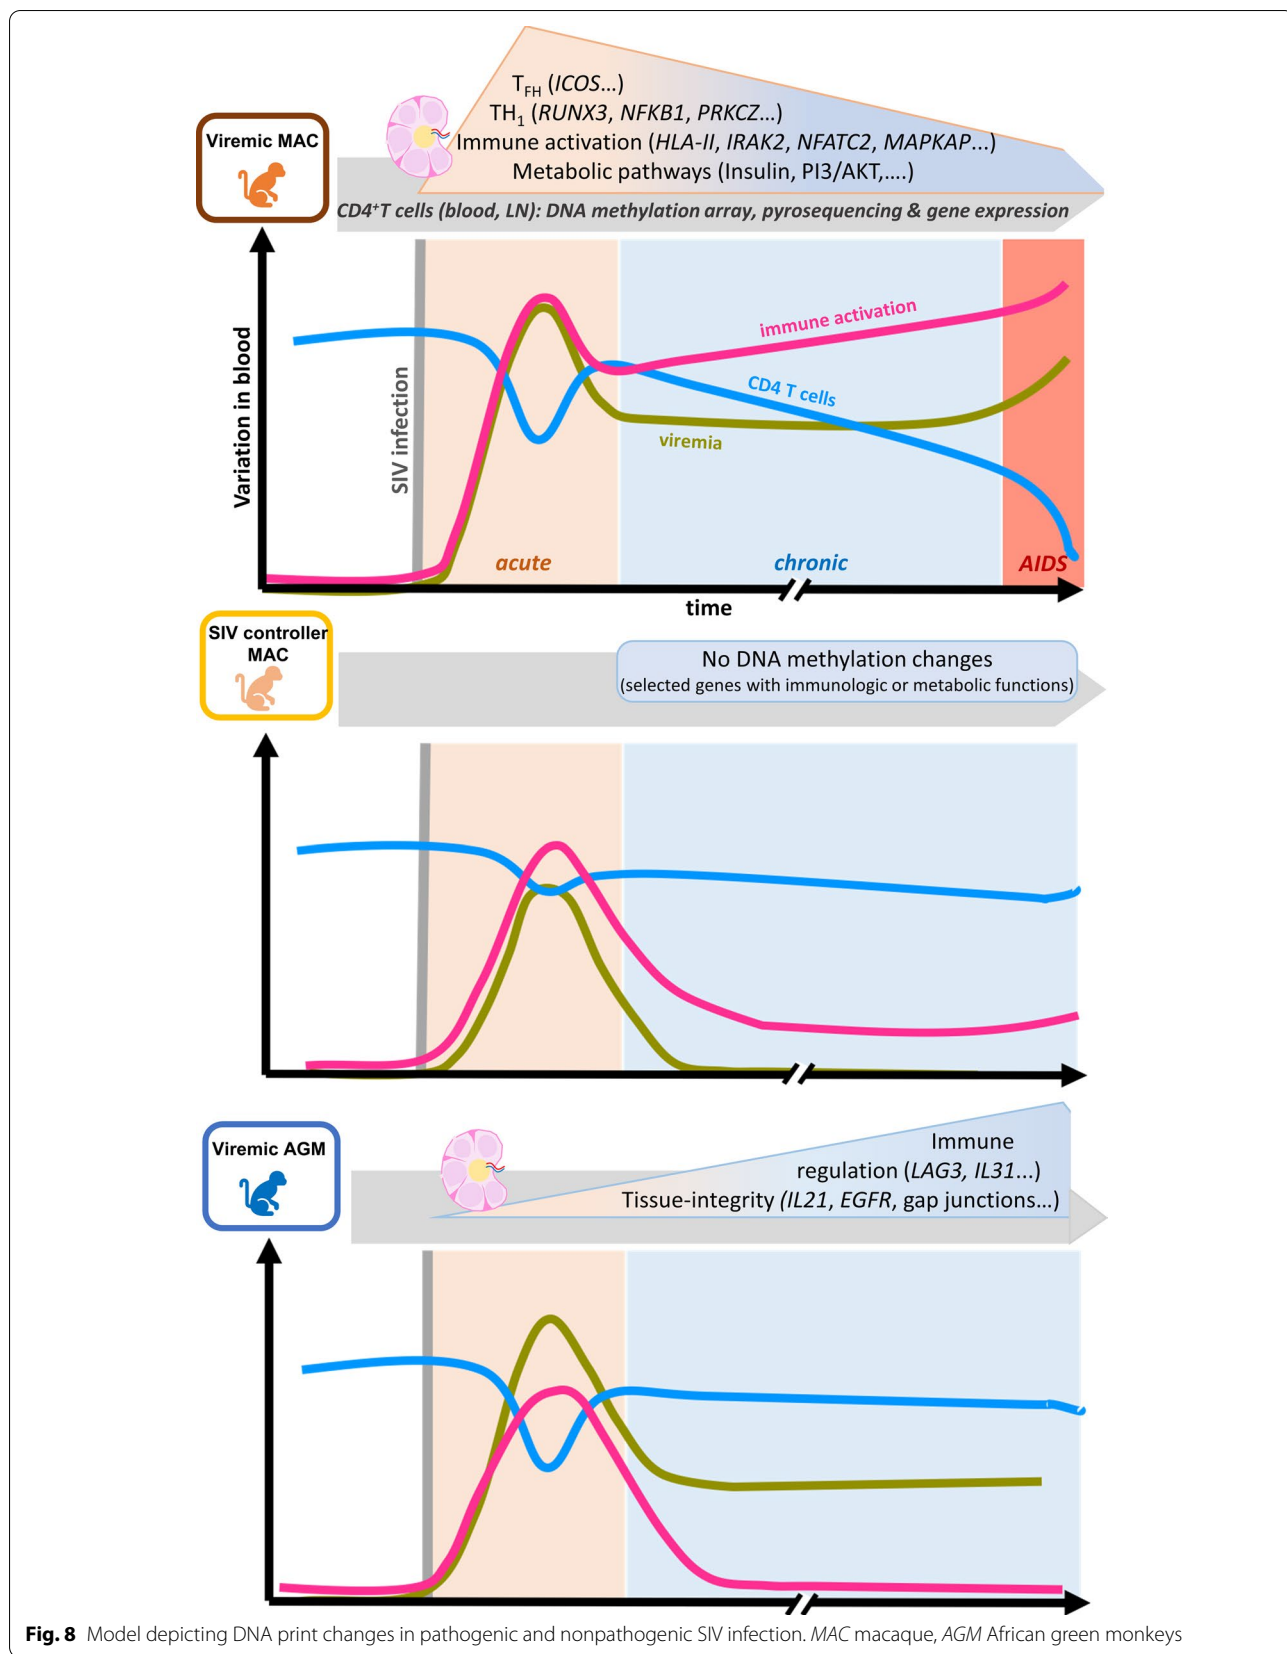 T_FH (ICOS...)
TH_1 (RUNX3, NFKB1, PRKCZ...)
Viremic MAC
Immune activation (HLA-II, IRAK2, NFATC2, MAPKAP...)
Metabolic pathways (Insulin, PI3/AKT,....)
CD4⁺T cells (blood, LN): DNA methylation array, pyrosequencing & gene expression
Variation in blood
SIV infection
immune activation
CD4 T cells
viremia
acute
chronic
AIDS
time
SIV controller
MAC
No DNA methylation changes
(selected genes with immunologic or metabolic functions)
Viremic AGM
Immune
regulation (LAG3, IL31...)
Tissue-integrity (IL21, EGFR, gap junctions...)
Fig. 8 Model depicting DNA print changes in pathogenic and nonpathogenic SIV infection. MAC macaque, AGM African green monkeys